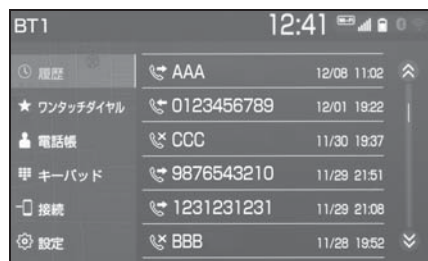 BT1 12:41
履歴
AAA 12/08 11:02
ワンタッチダイヤル
0123456789 12/01 19:22
電話帳
CCC 11/30 19:37
キーパッド
9876543210 11/29 21:51
接続
1231231231 11/29 21:08
設定
BBB 11/28 19:52